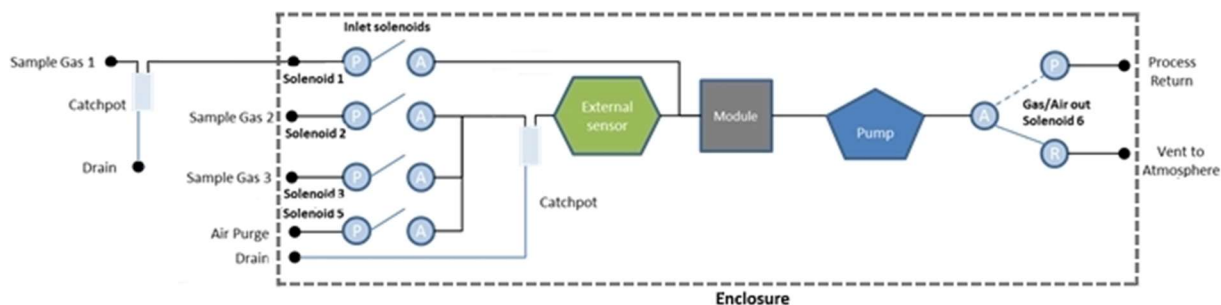 Inlet solenoids
Sample Gas 1
P
A
Solenoid 1
P
Process
Return
Catchpot
External
sensor
Module
Pump
Sample Gas 2
P
A
Solenoid 2
A
Gas/Air out
Solenoid 6
R
Vent to
Atmosphere
Drain
Sample Gas 3
P
A
Solenoid 3
Solenoid 5
Catchpot
Air Purge
P
A
Drain
Enclosure